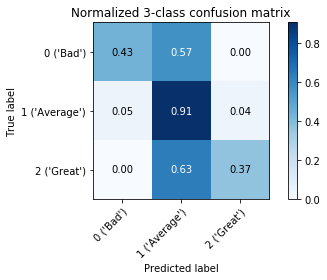 Normalized 3-class confusion matrix
True label
0 ('Bad')
0.43 0.57 0.00
1 ('Average')
0.05 0.91 0.04
2 ('Great')
0.00 0.63 0.37
0 ('Bad')
1 ('Average')
2 ('Great')
Predicted label
0.8
0.6
0.4
0.2
0.0